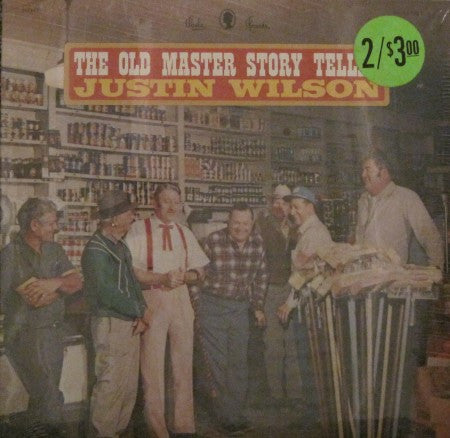 THE OLD MASTER STORY TELL
JUSTIN WILSON
2/$3.00